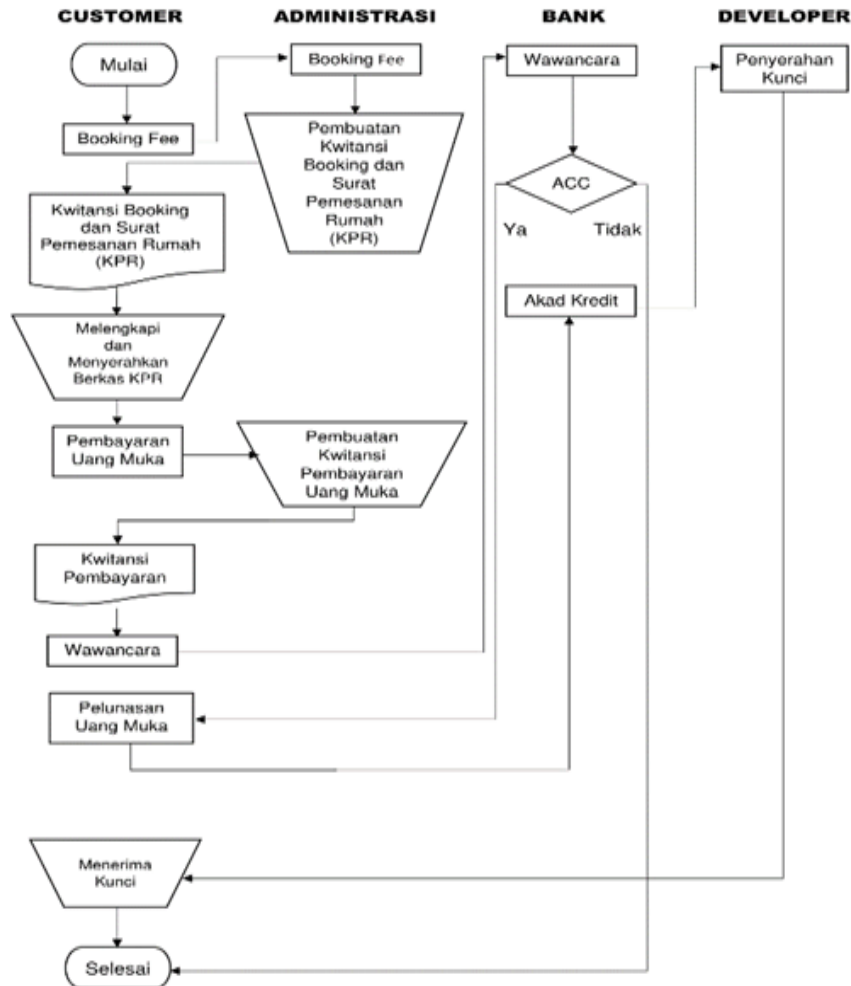 CUSTOMER
ADMINISTRASI
BANK
DEVELOPER
Mulai
Booking Fee
Booking Fee
Pembuatan
Kwitansi
Booking dan
Surat
Pemesanan
Rumah
(KPR)
Kwitansi Booking
dan Surat
Pemesanan Rumah
(KPR)
Melengkapi
dan
Menyerahkan
Berkas KPR
Pembayaran
Uang Muka
Pembuatan
Kwitansi
Pembayaran
Uang Muka
Kwitansi
Pembayaran
Wawancara
Wawancara
ACC
Ya
Tidak
Pelunasan
Uang Muka
Akad Kredit
Penyerahan
Kunci
Menerima
Kunci
Selesai